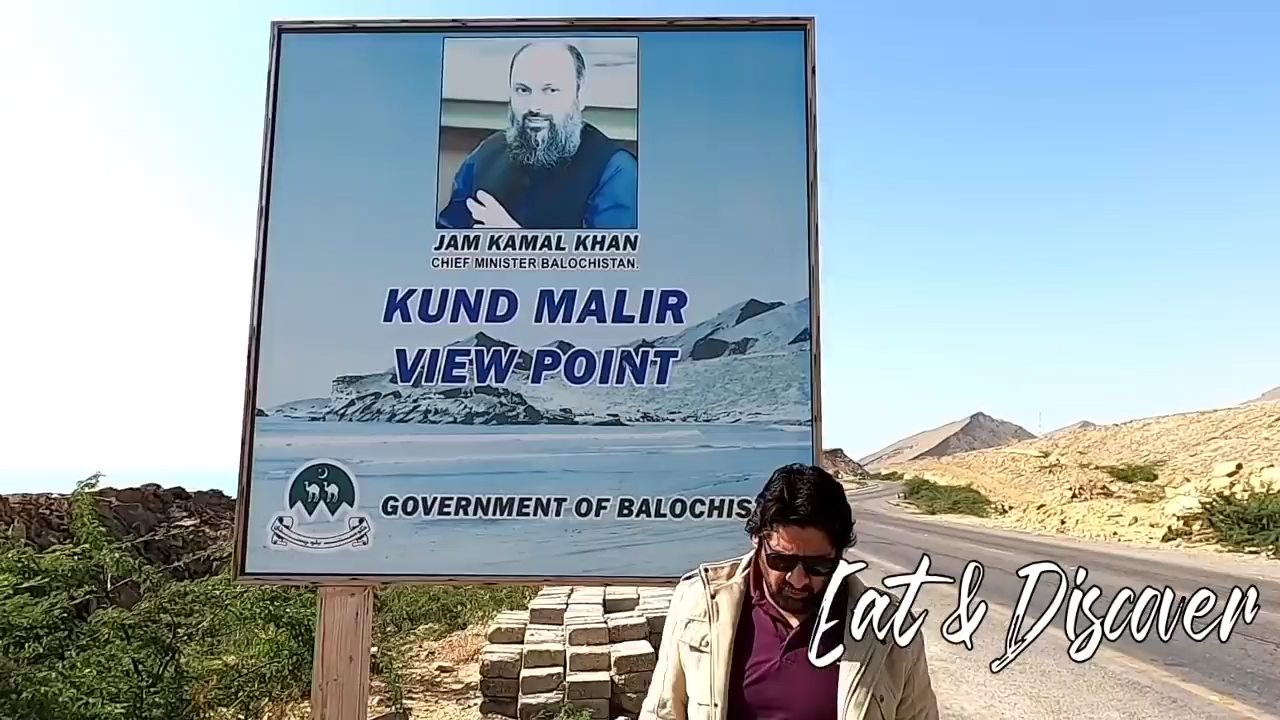 JAM KAMAL KHAN
CHIEF MINISTER BALOCHISTAN.
KUND MALIR
VIEW POINT
GOVERNMENT OF BALOCHIS
Eat & Discover